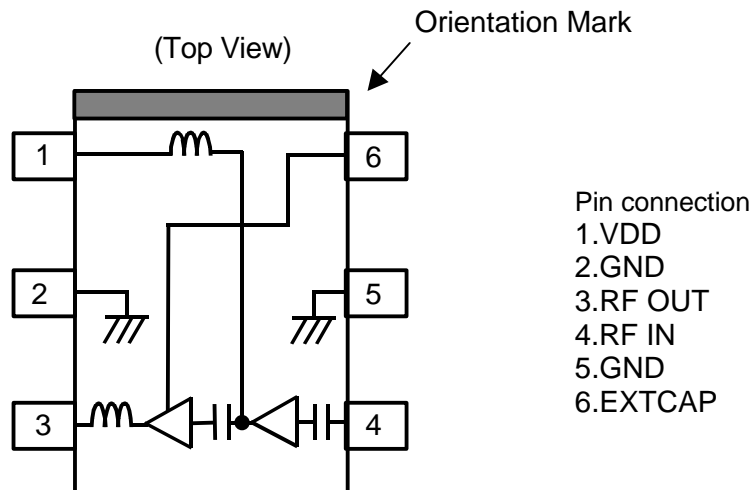 Orientation Mark
(Top View)
1
6
2
5
3
4
Pin connection
1.VDD
2.GND
3.RF OUT
4.RF IN
5.GND
6.EXTCAP